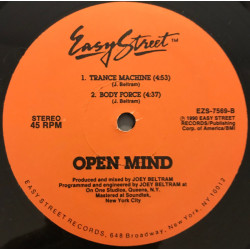 Easy Street™
1. TRANCE MACHINE (4:53)
(J. Beltram)
2. BODY FORCE (4:37)
(J. Beltram)
STEREO
45 RPM
EZS-7569-B
℗ 1990 EASY STREET
RECORDS/Publishing
Corp. of America/BMI
OPEN MIND
Produced and mixed by JOEY BELTRAM
Programmed and engineered by JOEY BELTRAM at
On One Studios, Queens, N.Y.
Mastered at Soundtek,
New York City
EASY STREET RECORDS, 648 Broadway, New York, NY 10012